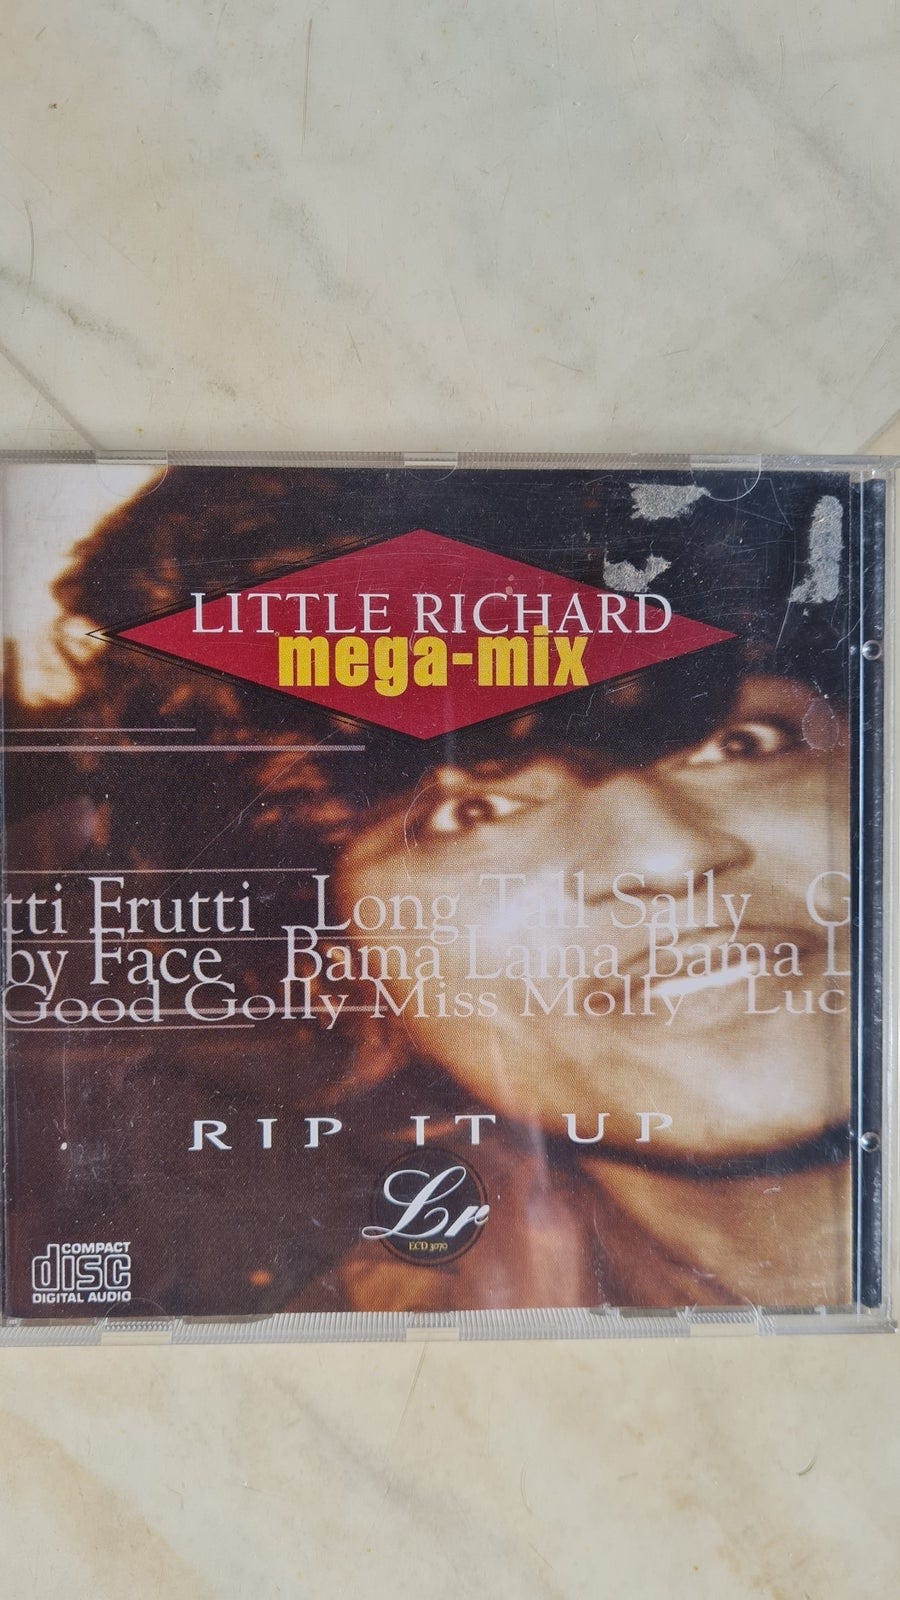 LITTLE RICHARD
mega-mix
tti Frutti Long Tall Sally G
by Face Bama Lama Bama L
Good Golly Miss Molly Luc
RIP IT UP
Lr
ECD 3070
COMPACT
disc
DIGITAL AUDIO